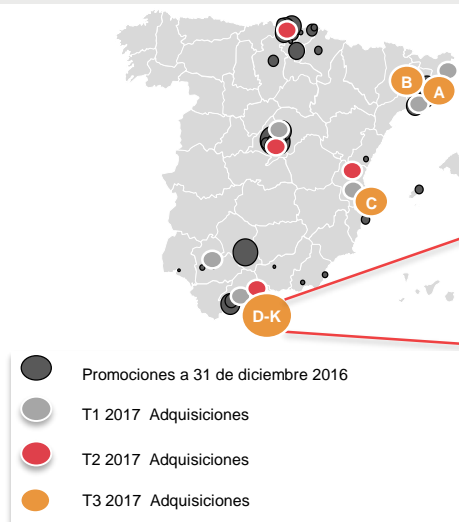 B
A
C
D-K
Promociones a 31 de diciembre 2016
T1 2017 Adquisiciones
T2 2017 Adquisiciones
T3 2017 Adquisiciones